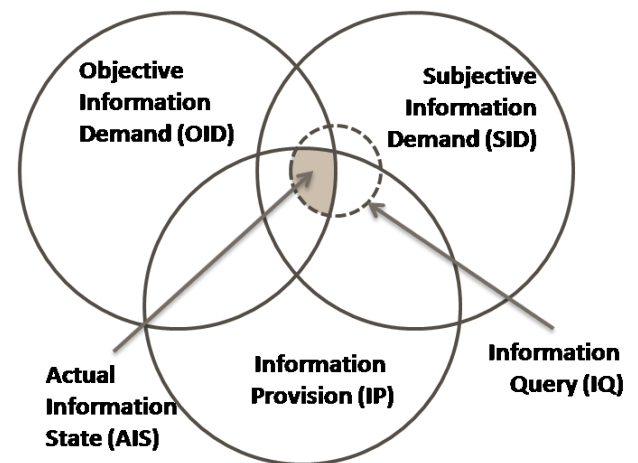 Objective
Information
Demand (OID)
Subjective
Information
Demand (SID)
Actual
Information
State (AIS)
Information
Provision (IP)
Information
Query (IQ)